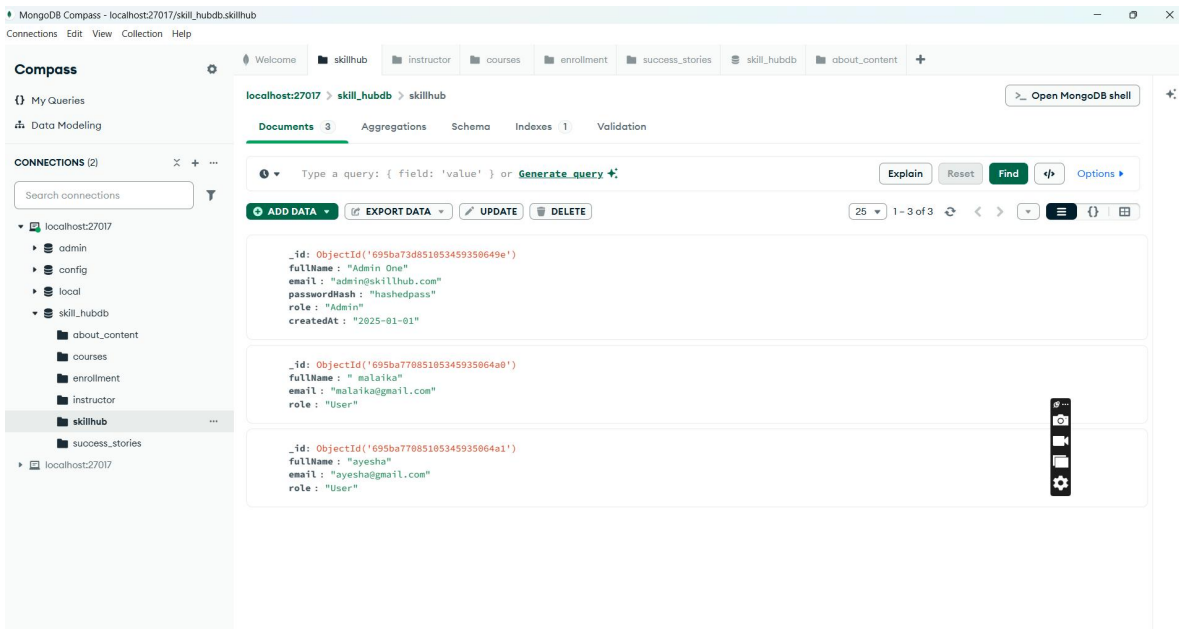 MongoDB Compass - localhost:27017/skill_hubdb.skillhub
Connections Edit View Collection Help
Compass
My Queries
Data Modeling
CONNECTIONS (2)
Search connections
localhost:27017
admin
config
local
skill_hubdb
about_content
courses
enrollment
instructor
skillhub
success_stories
localhost:27017
Welcome skillhub instructor courses enrollment success_stories skill_hubdb about_content
localhost:27017 > skill_hubdb > skillhub
>_ Open MongoDB shell
Documents 3 Aggregations Schema Indexes 1 Validation
Type a query: { field: 'value' } or Generate query
Explain Reset Find </> Options
ADD DATA EXPORT DATA UPDATE DELETE
25 1 – 3 of 3 {}
_id: ObjectId('695ba73d851053459350649e')
fullName : "Admin One"
email : "admin@skillhub.com"
passwordHash : "hashedpass"
role : "Admin"
createdAt : "2025-01-01"
_id: ObjectId('695ba77085105345935064a0')
fullName : " malaika"
email : "malaika@gmail.com"
role : "User"
_id: ObjectId('695ba77085105345935064a1')
fullName : "ayesha"
email : "ayesha@gmail.com"
role : "User"